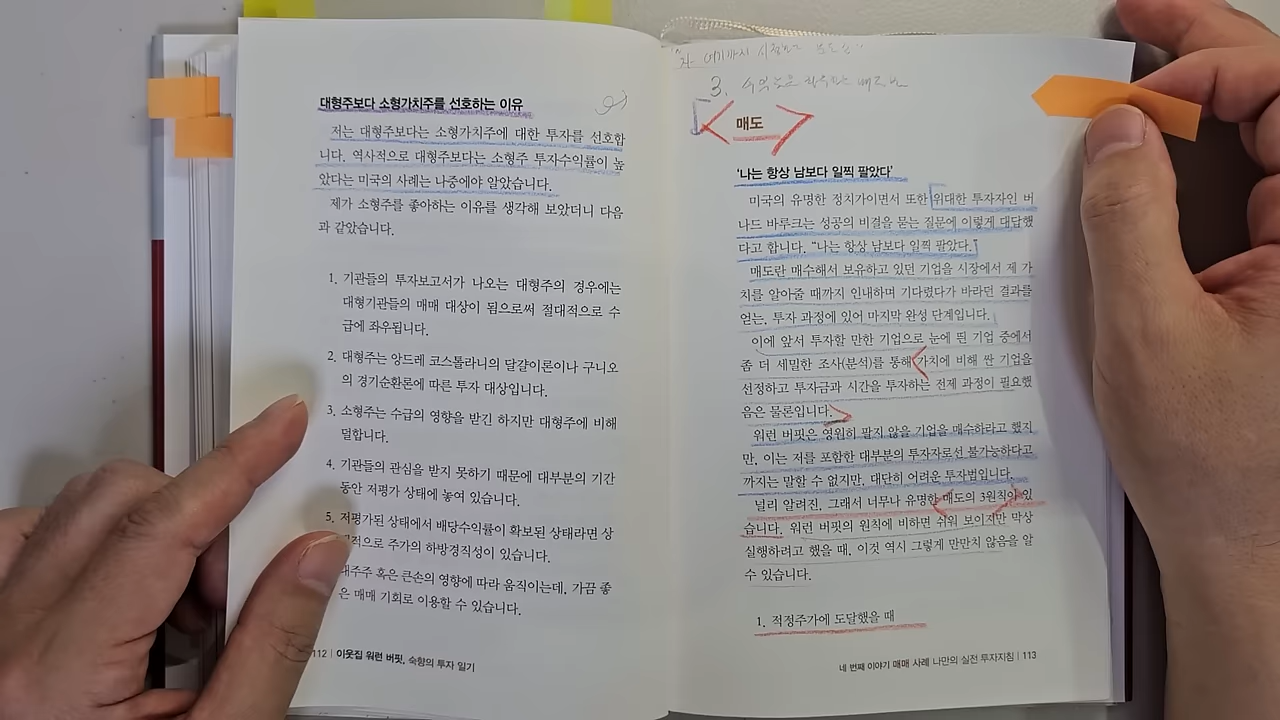 대형주보다 소형가치주를 선호하는 이유
저는 대형주보다는 소형가치주에 대한 투자를 선호합
니다. 역사적으로 대형주보다는 소형주 투자수익률이 높
았다는 미국의 사례는 나중에야 알았습니다.
제가 소형주를 좋아하는 이유를 생각해 보았더니 다음
과 같았습니다.
1. 기관들의 투자보고서가 나오는 대형주의 경우에는
대형기관들의 매매 대상이 됨으로써 절대적으로 수
급에 좌우됩니다.
2. 대형주는 앙드레 코스톨라니의 달걀이론이나 구니오
의 경기순환론에 따른 투자 대상입니다.
3. 소형주는 수급의 영향을 받긴 하지만 대형주에 비해
덜합니다.
4. 기관들의 관심을 받지 못하기 때문에 대부분의 기간
동안 저평가 상태에 놓여 있습니다.
5. 저평가된 상태에서 배당수익률이 확보된 상태라면 상
적으로 주가의 하방경직성이 있습니다.
대주주 혹은 큰손의 영향에 따라 움직이는데, 가끔 좋
은 매매 기회로 이용할 수 있습니다.
112 | 이웃집 워런 버핏, 숙향의 투자 일기
3.
매도
'나는 항상 남보다 일찍 팔았다'
미국의 유명한 정치가이면서 또한 위대한 투자자인 버
나드 바루크는 성공의 비결을 묻는 질문에 이렇게 대답했
다고 합니다. "나는 항상 남보다 일찍 팔았다."
매도란 매수해서 보유하고 있던 기업을 시장에서 제 가
치를 알아줄 때까지 인내하며 기다렸다가 바라던 결과를
얻는, 투자 과정에 있어 마지막 완성 단계입니다.
이에 앞서 투자할 만한 기업으로 눈에 띈 기업 중에서
좀 더 세밀한 조사(분석)를 통해 가치에 비해 싼 기업을
선정하고 투자금과 시간을 투자하는 전제 과정이 필요했
음은 물론입니다.
워런 버핏은 영원히 팔지 않을 기업을 매수하라고 했지
만, 이는 저를 포함한 대부분의 투자자로선 불가능하다고
까지는 말할 수 없지만, 대단히 어려운 투자법입니다.
널리 알려진, 그래서 너무나 유명한 매도의 3원칙이 있
습니다. 워런 버핏의 원칙에 비하면 쉬워 보이지만 막상
실행하려고 했을 때, 이것 역시 그렇게 만만치 않음을 알
수 있습니다.
1. 적정주가에 도달했을 때
네 번째 이야기 매매 사례 나만의 실전 투자지침 | 113